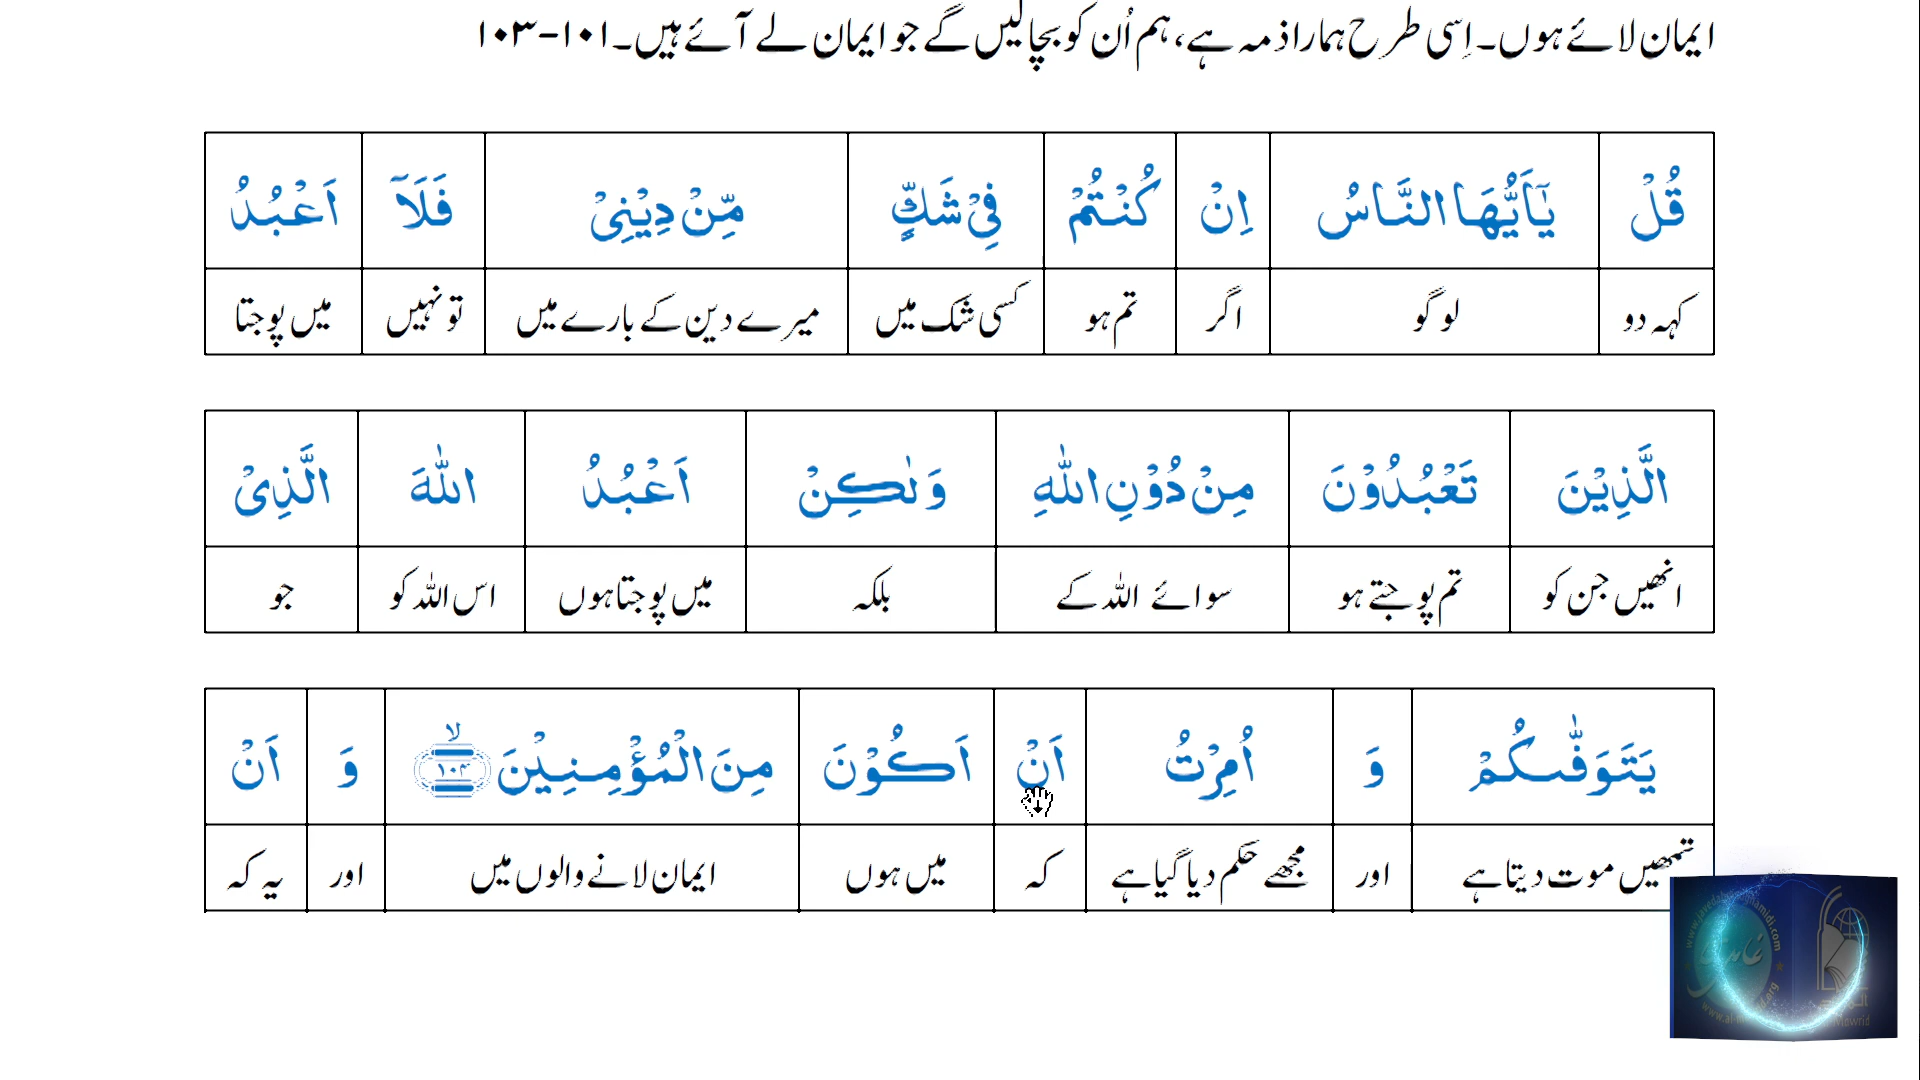 ایمان لائے ہوں۔ اِسی طرح ہمارا ذمہ ہے، ہم اُن کو بچا لیں گے جو ایمان لے آئے ہیں۔ ۱۰۱-۱۰۳
قُلْ يٰۤاَيُّهَا النَّاسُ اِنْ كُنْتُمْ فِيْ شَكٍّ مِّنْ دِيْنِيْ فَلَاۤ اَعْبُدُ
کہہ دو لوگو اگر تم ہو کسی شک میں میرے دین کے بارے میں تو نہیں میں پوجتا
الَّذِيْنَ تَعْبُدُوْنَ مِنْ دُوْنِ اللّٰهِ وَلٰكِنْ اَعْبُدُ اللّٰهَ الَّذِيْ
انھیں جن کو تم پوجتے ہو سوائے اللہ کے بلکہ میں پوجتا ہوں اس اللہ کو جو
يَتَوَفّٰىكُمْ وَ اُمِرْتُ اَنْ اَكُوْنَ مِنَ الْمُؤْمِنِيْنَ ۙ۱۰۴ وَ اَنْ
تمھیں موت دیتا ہے اور مجھے حکم دیا گیا ہے کہ میں ہوں ایمان لانے والوں میں اور یہ کہ